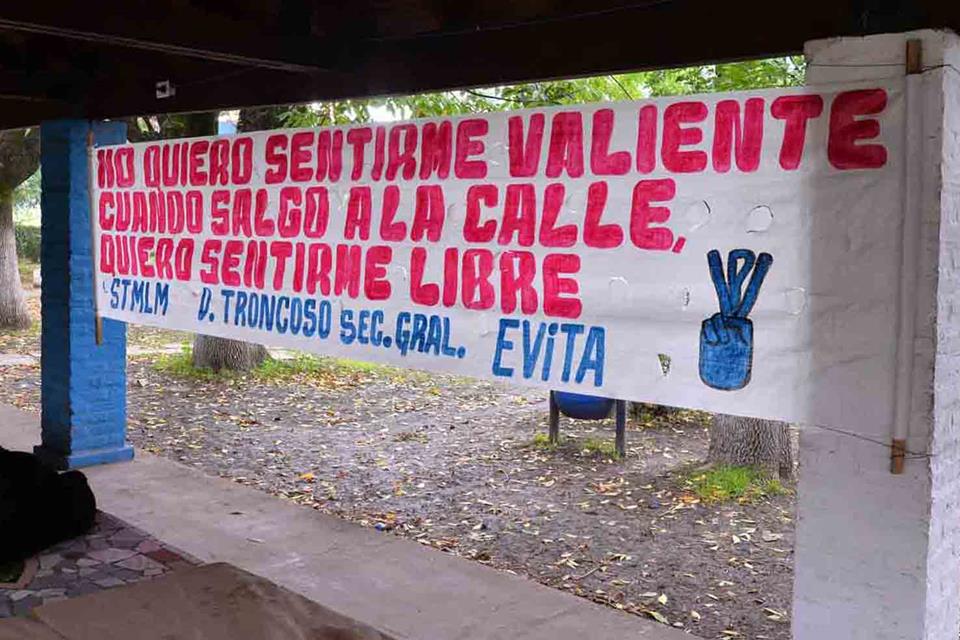 NO QUIERO SENTIRME VALIENTE
CUANDO SALGO A LA CALLE,
QUIERO SENTIRME LIBRE
STMLM D. TRONCOSO SEC. GRAL. EViTA